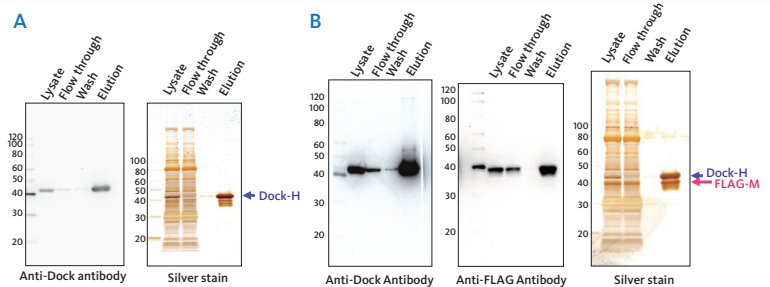 A
Lysate
Flow through
Wash
Elution
120
100
80
60
50
40
30
20
Anti-Dock antibody
Lysate
Flow through
Wash
Elution
100
80
60
50
40
30
20
Dock-H
Silver stain
B
Lysate
Flow through
Wash
Elution
120
100
80
60
50
40
30
20
Anti-Dock Antibody
Lysate
Flow through
Wash
Elution
120
100
80
60
50
40
30
20
Anti-FLAG Antibody
Lysate
Flow through
Wash
Elution
100
80
60
50
40
30
20
Dock-H
FLAG-M
Silver stain